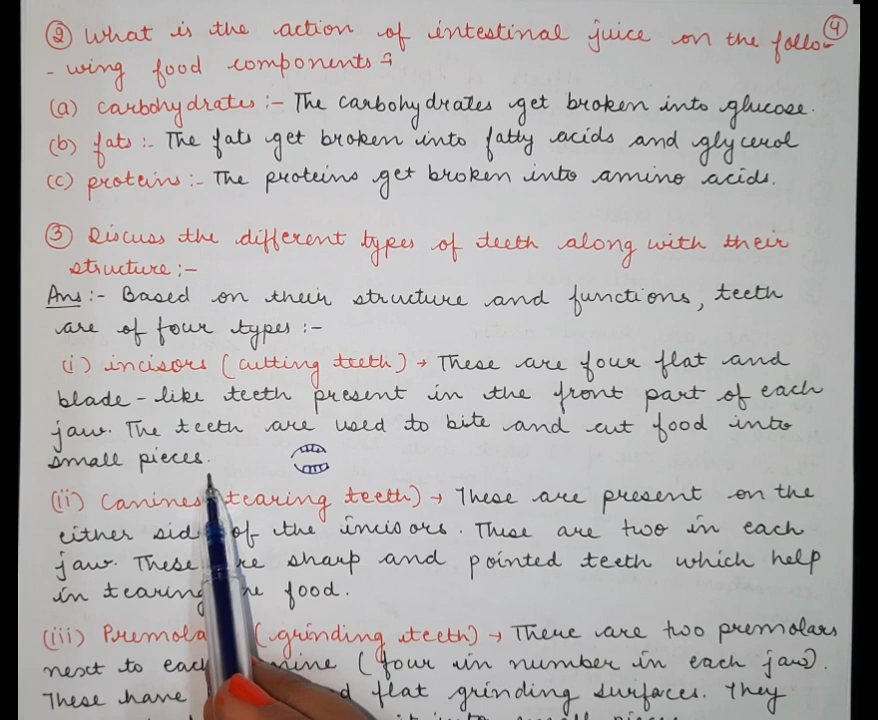 ④
② What is the action of intestinal juice on the follo-
- wing food components :-
(a) carbohydrates :- The carbohydrates get broken into glucose.
(b) fats :- The fats get broken into fatty acids and glycerol
(c) proteins :- The proteins get broken into amino acids.
③ Discuss the different types of teeth along with their
structure :-
Ans :- Based on their structure and functions, teeth
are of four types :-
(i) incisors (cutting teeth) → These are four flat and
blade-like teeth present in the front part of each
jaw. The teeth are used to bite and cut food into
small pieces.
(ii) Canines tearing teeth) → These are present on the
either sid of the incisors. These are two in each
jaw. These re sharp and pointed teeth which help
in tearing he food.
(iii) Premola (grinding teeth) → There are two premolars
next to each nine (four in number in each jaw).
These have d flat grinding surfaces. They